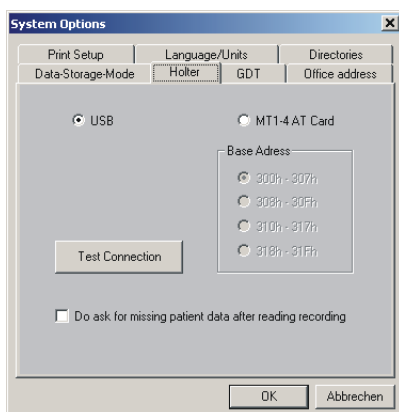 System Options
Print Setup Language/Units Directories
Data-Storage-Mode Holter GDT Office address
USB MT1-4 AT Card
Base Adress
300h - 307h
308h - 30Fh
310h - 317h
Test Connection 318h - 31Fh
Do ask for missing patient data after reading recording
OK Abbrechen